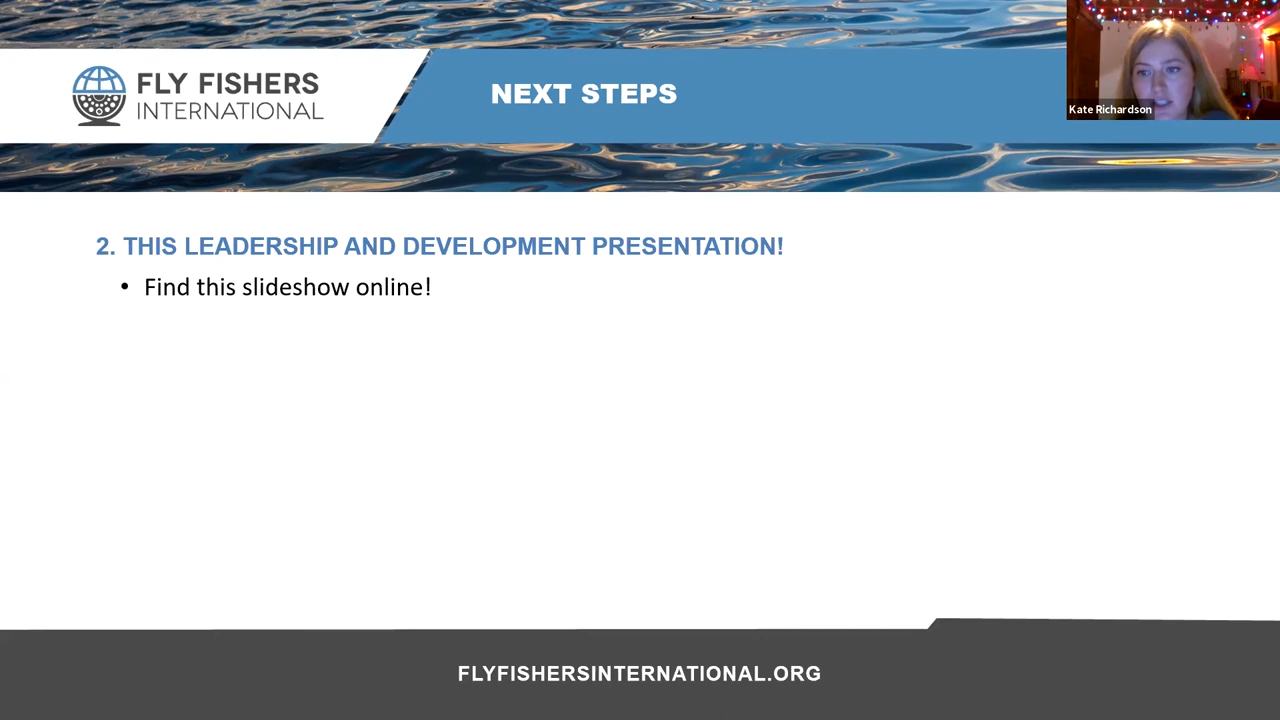 FLY FISHERS
INTERNATIONAL
NEXT STEPS
Kate Richardson
2. THIS LEADERSHIP AND DEVELOPMENT PRESENTATION!
• Find this slideshow online!
FLYFISHERSINTERNATIONAL.ORG